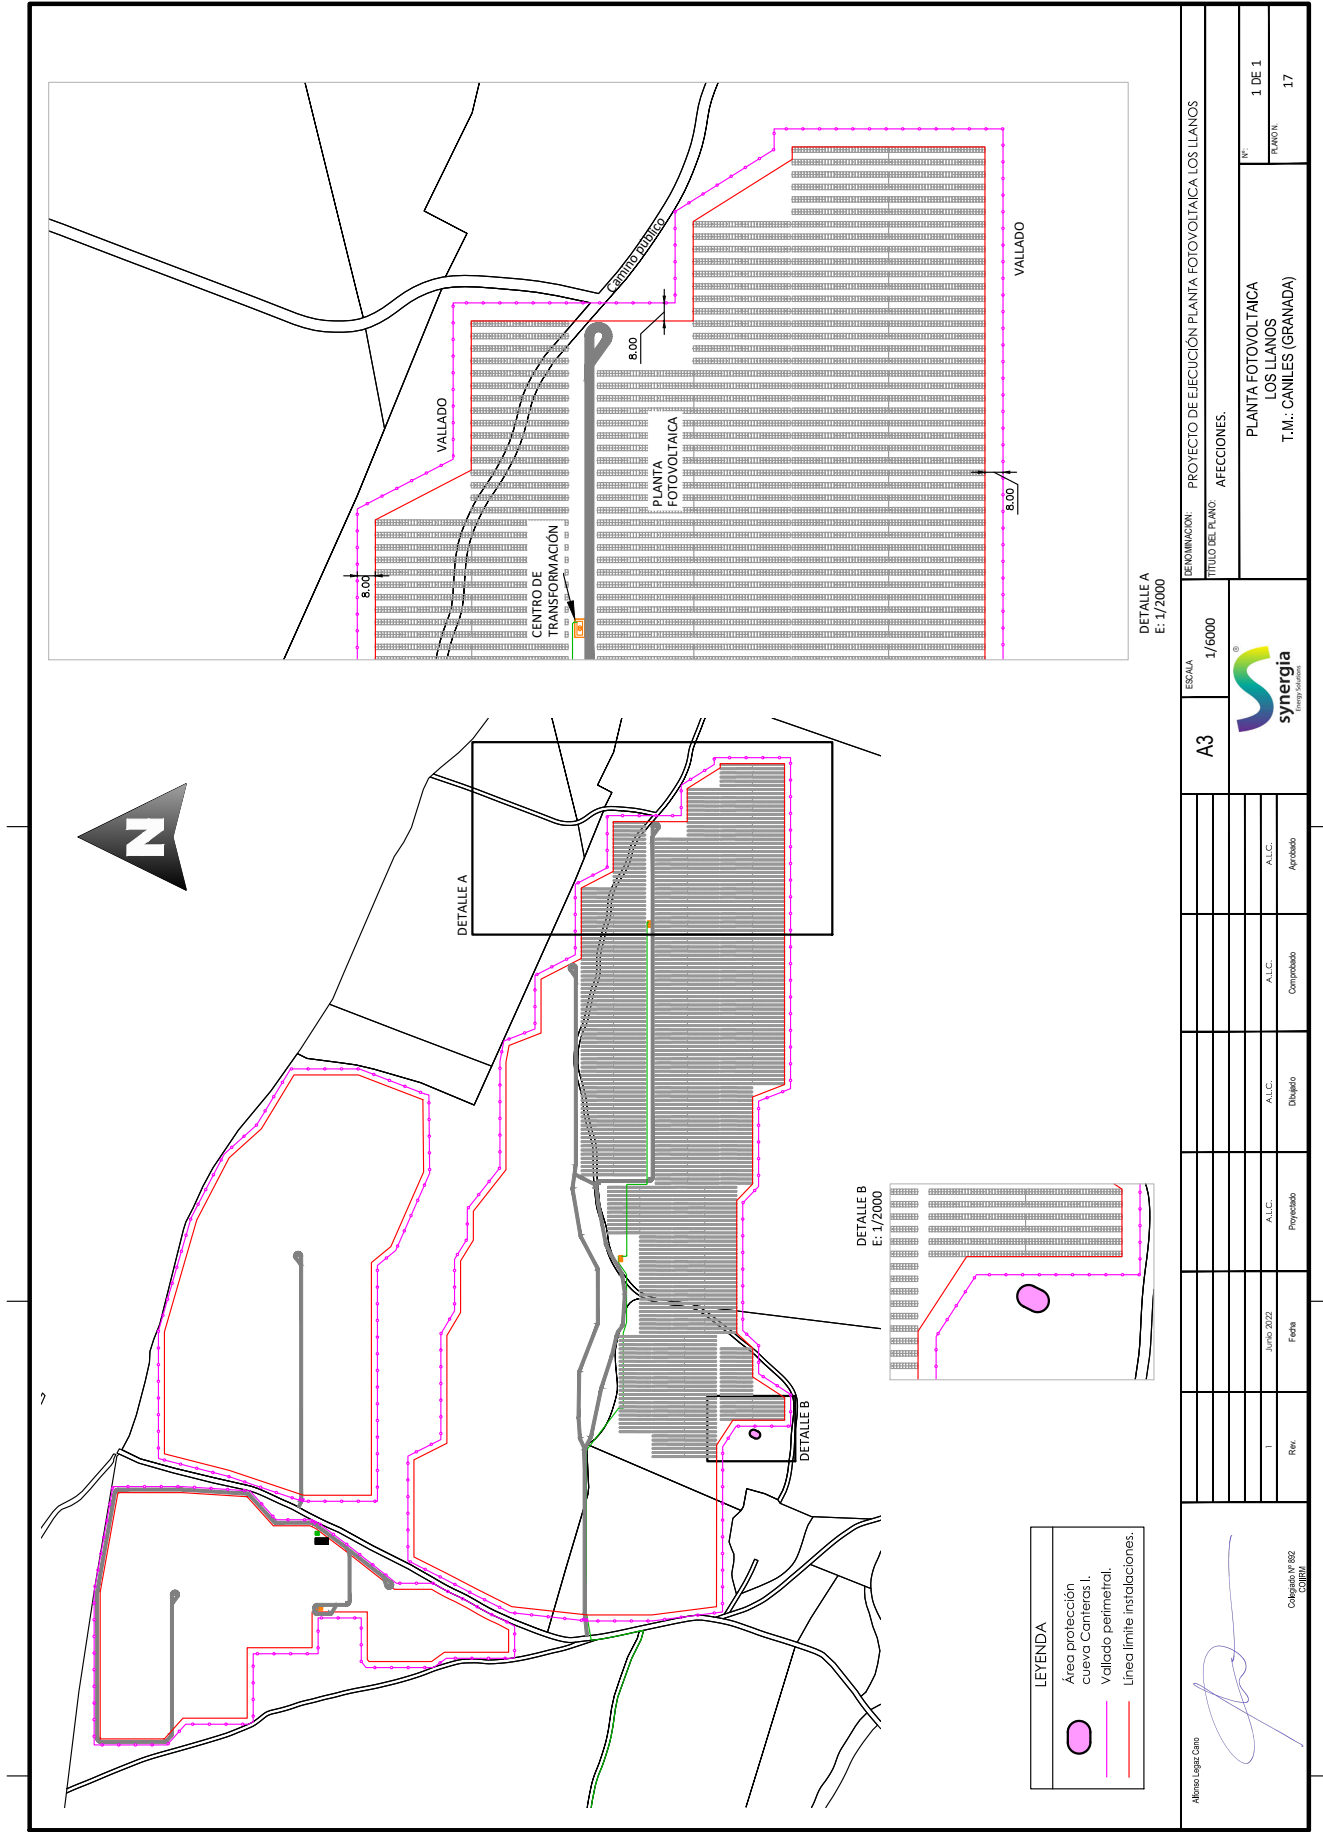 DETALLE A
DETALLE B
N
VALLADO
8.00
CENTRO DE
TRANSFORMACIÓN
PLANTA
FOTOVOLTAICA
8.00
Camino público
8.00
VALLADO
DETALLE A
E: 1/2000
DETALLE B
E: 1/2000
LEYENDA
Área protección
cueva Canteras I.
Vallado perimetral.
Línea límite instalaciones.
Alfonso Legaz Cano
Colegiado Nº 892
COIIRM
1
Junio 2022
A.L.C.
A.L.C.
A.L.C.
A.L.C.
Rev.
Fecha
Proyectado
Dibujado
Comprobado
Aprobado
A3
ESCALA
1/6000
synergia
Energy Solutions
®
DENOMINACION:
PROYECTO DE EJECUCIÓN PLANTA FOTOVOLTAICA LOS LLANOS
TÍTULO DEL PLANO:
AFECCIONES.
PLANTA FOTOVOLTAICA
LOS LLANOS
T.M.: CANILES (GRANADA)
Nº:
1 DE 1
PLANO N.
17